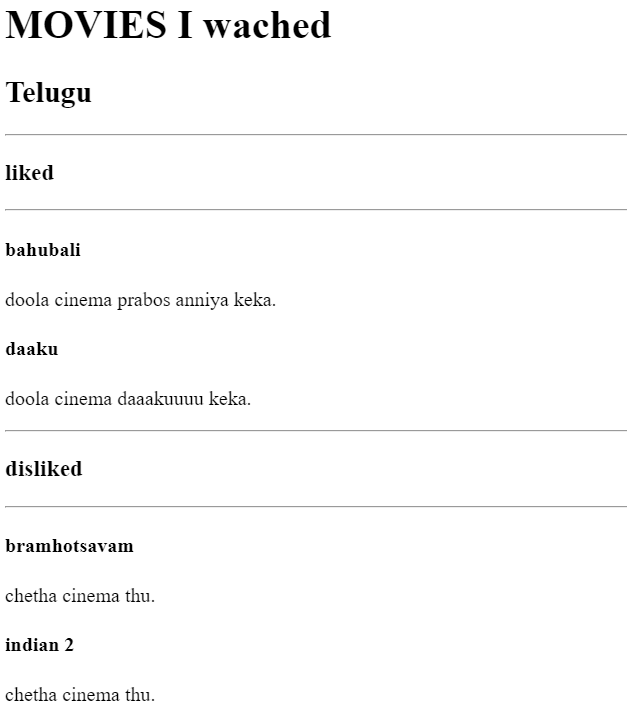 MOVIES I wached
Telugu
liked
bahubali
doola cinema prabos anniya keka.
daaku
doola cinema daaakuuuu keka.
disliked
bramhotsavam
chetha cinema thu.
indian 2
chetha cinema thu.